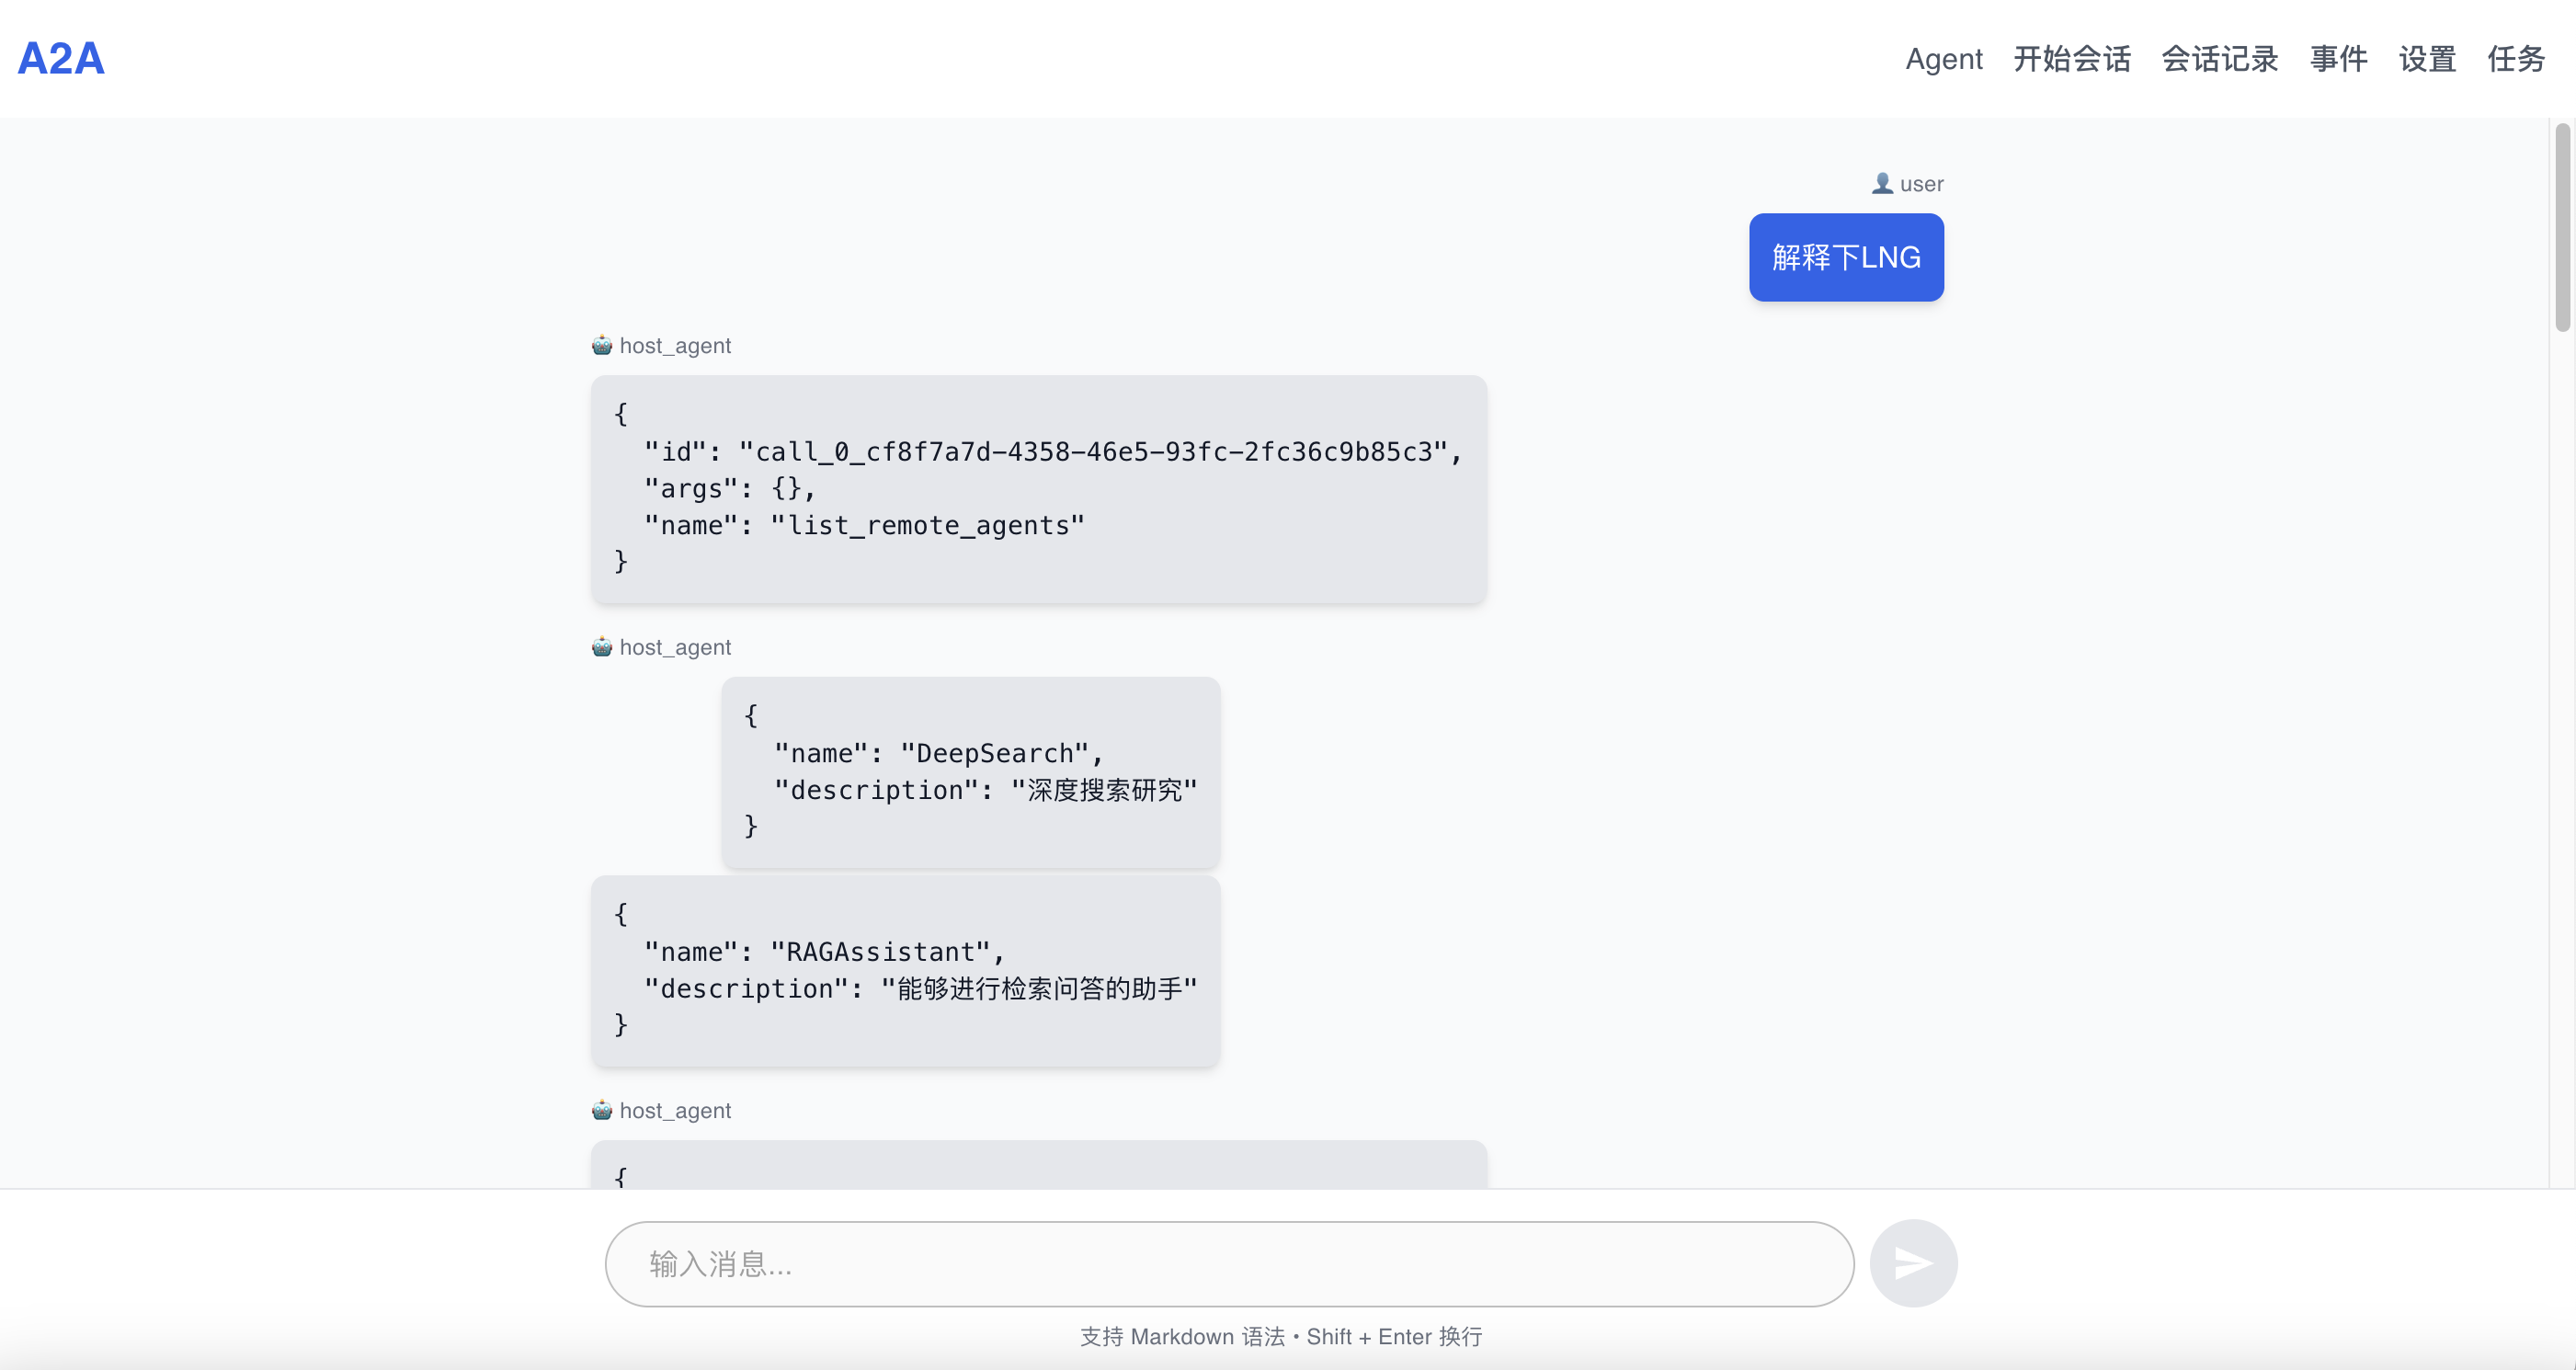 A2A
Agent 开始会话 会话记录 事件 设置 任务
user
解释下LNG
host_agent
{
"id": "call_0_cf8f7a7d-4358-46e5-93fc-2fc36c9b85c3",
"args": {},
"name": "list_remote_agents"
}
host_agent
{
"name": "DeepSearch",
"description": "深度搜索研究"
}
{
"name": "RAGAssistant",
"description": "能够进行检索问答的助手"
}
host_agent
{
输入消息...
支持 Markdown 语法 • Shift + Enter 换行